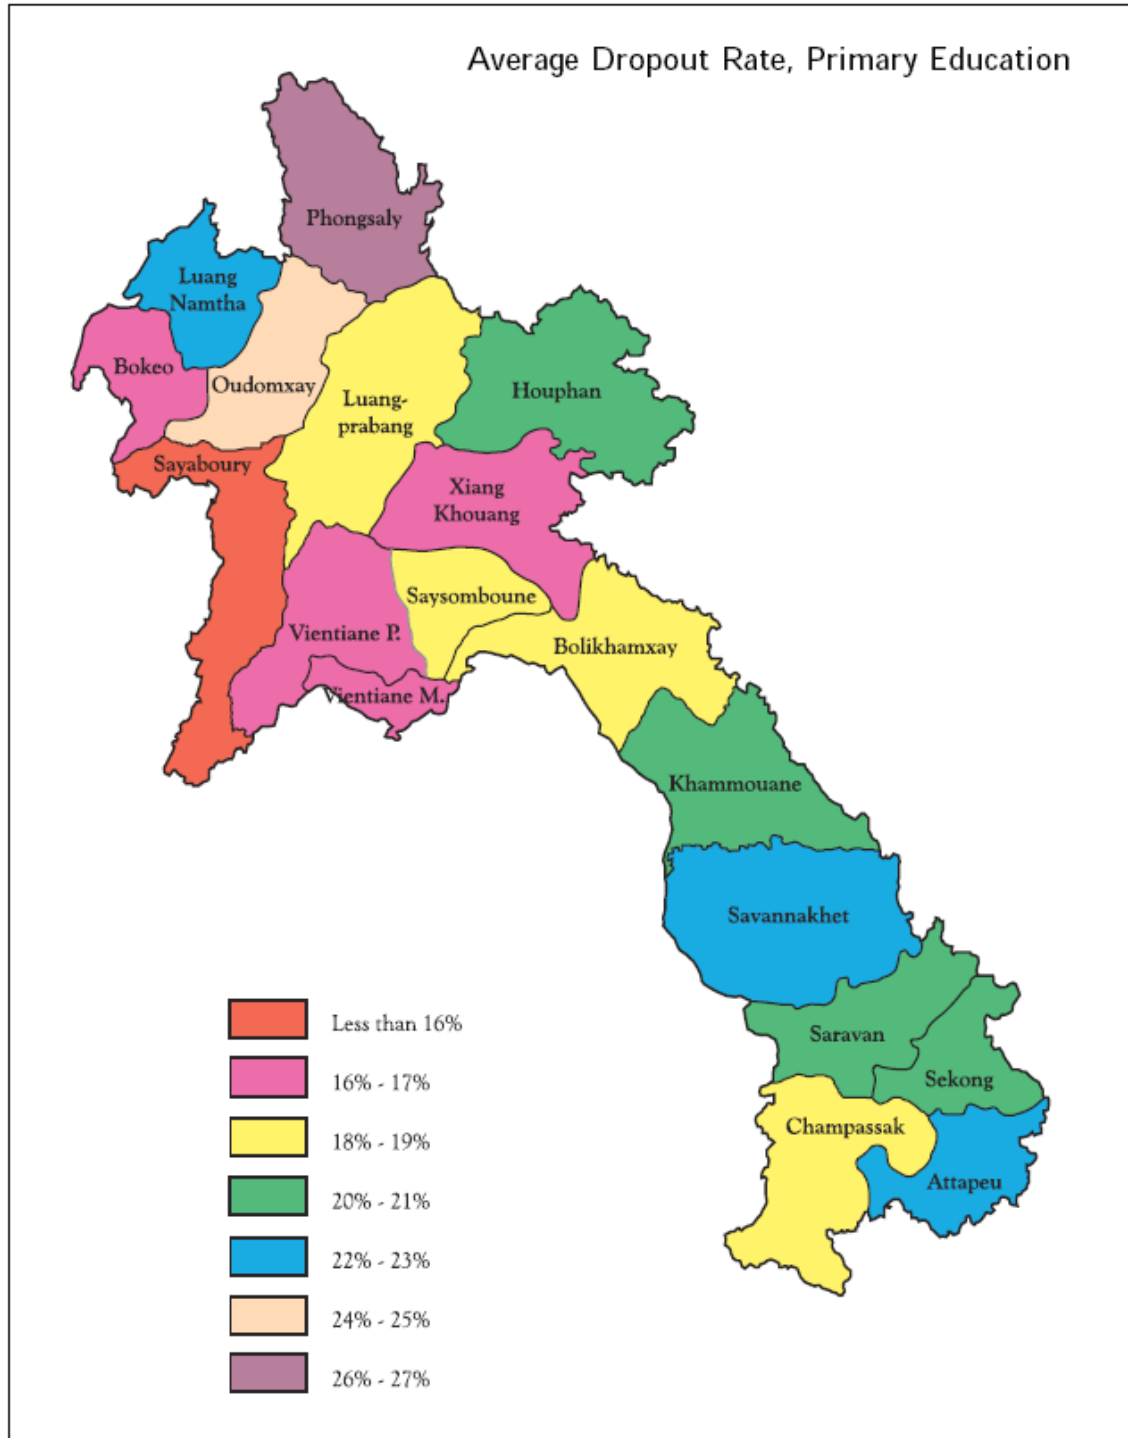 Average Dropout Rate, Primary Education
Phongsaly
Luang
Namtha
Bokeo
Oudomxay
Luang-
prabang
Houphan
Sayaboury
Xiang
Khouang
Saysomboune
Vientiane P.
Bolikhamxay
Vientiane M.
Khammouane
Savannakhet
Saravan
Sekong
Champassak
Attapeu
Less than 16%
16% - 17%
18% - 19%
20% - 21%
22% - 23%
24% - 25%
26% - 27%